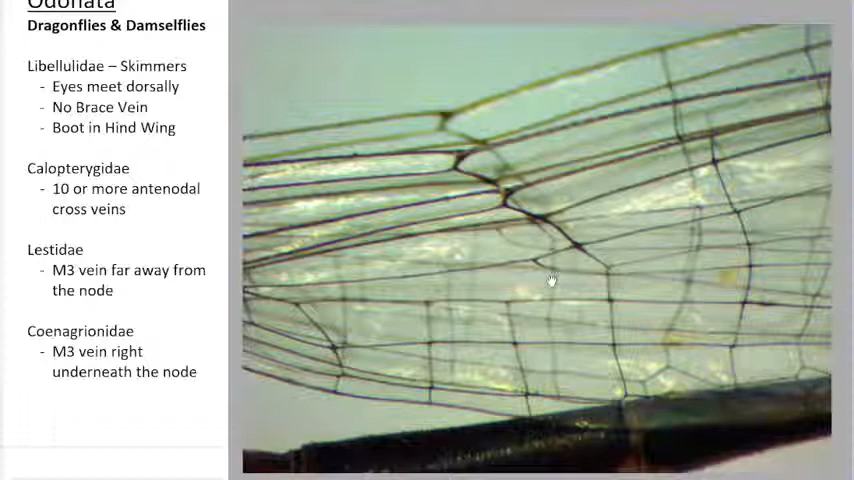 Odonata
Dragonflies & Damselflies
Libellulidae – Skimmers
- Eyes meet dorsally
- No Brace Vein
- Boot in Hind Wing
Calopterygidae
- 10 or more antenodal
cross veins
Lestidae
- M3 vein far away from
the node
Coenagrionidae
- M3 vein right
underneath the node